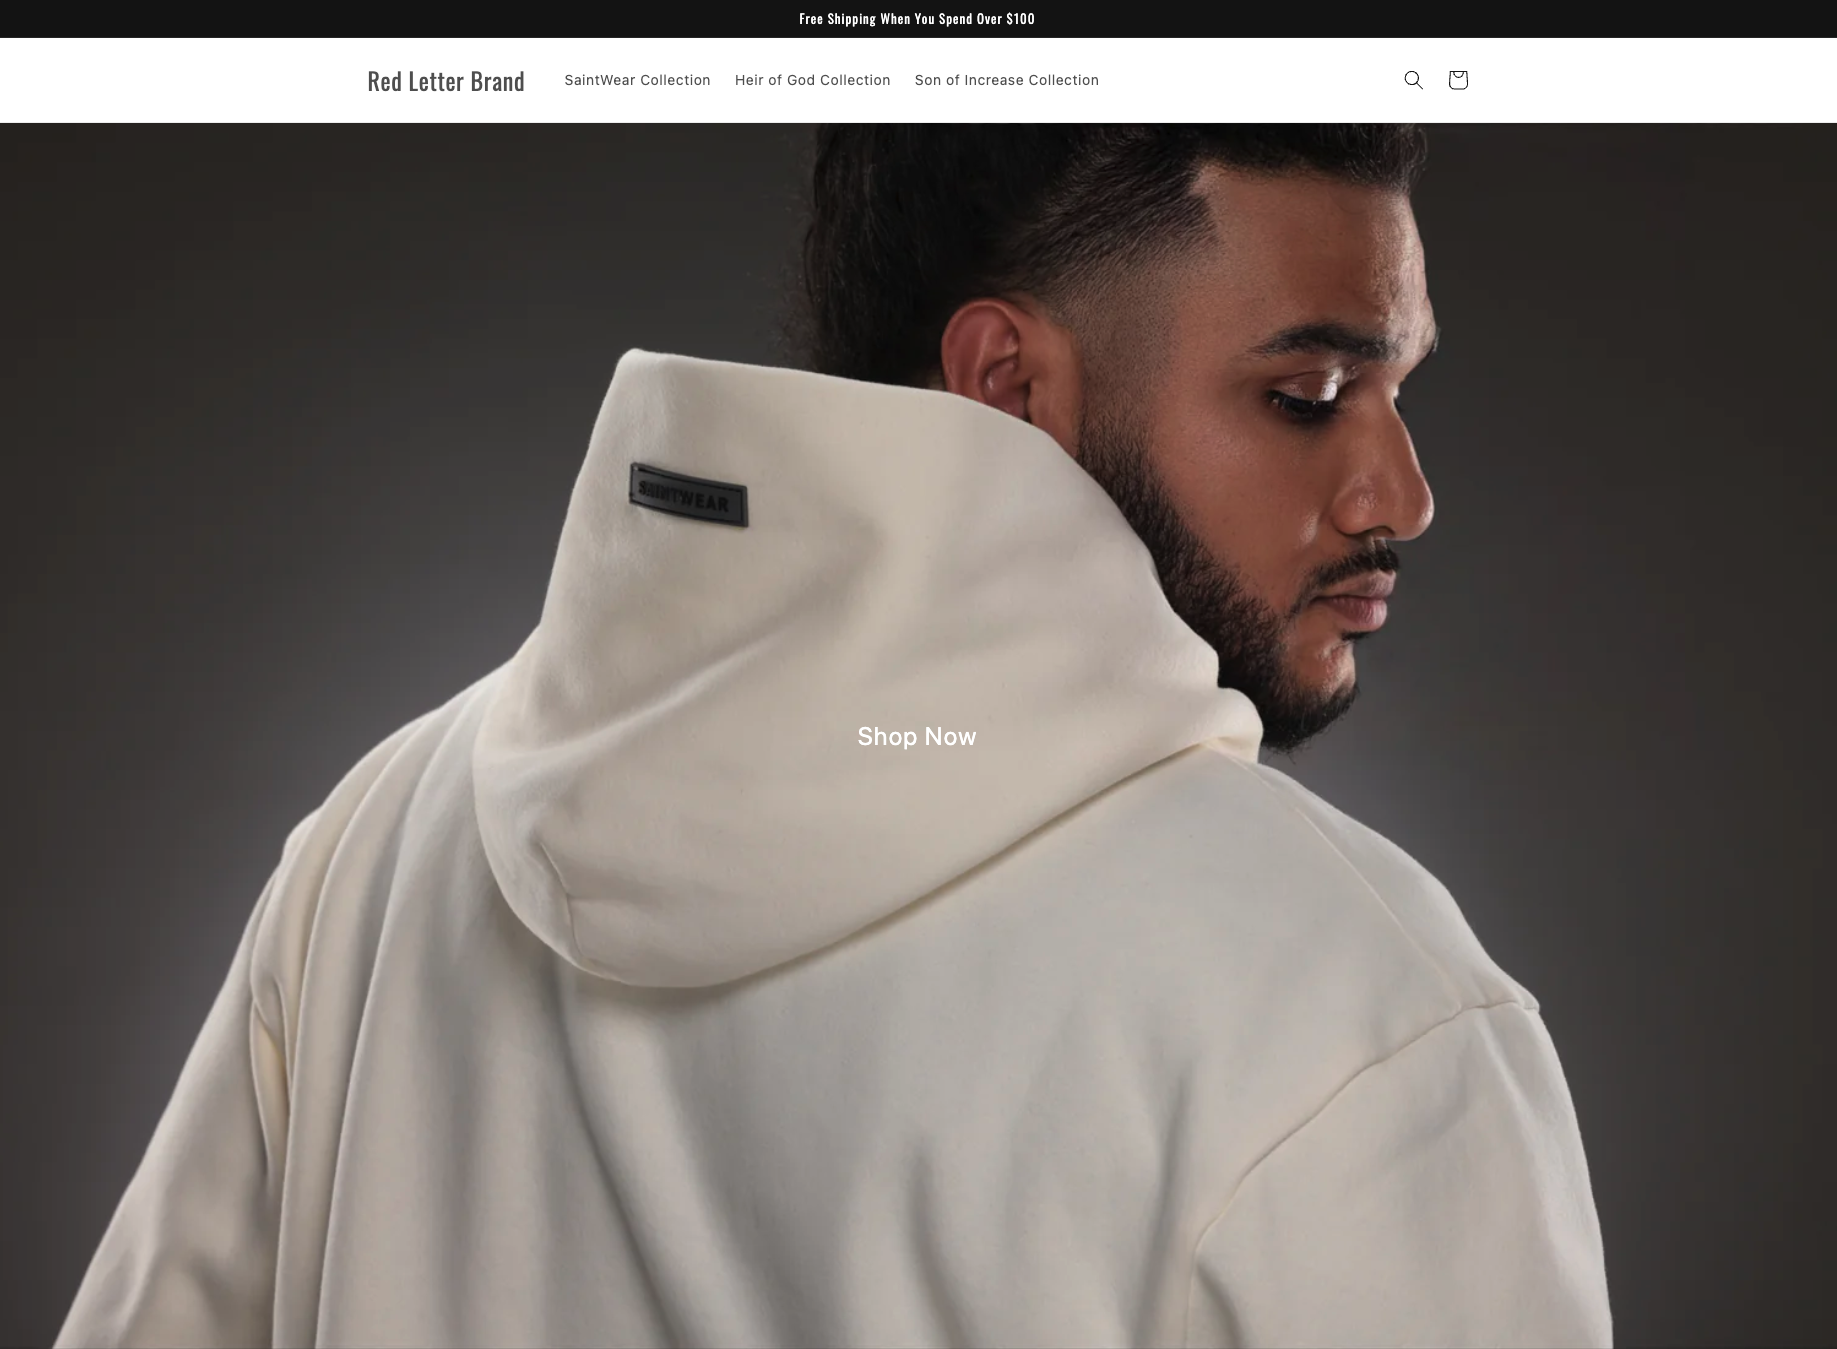 Free Shipping When You Spend Over $100
Red Letter Brand
SaintWear Collection
Heir of God Collection
Son of Increase Collection
SAINTWEAR
Shop Now